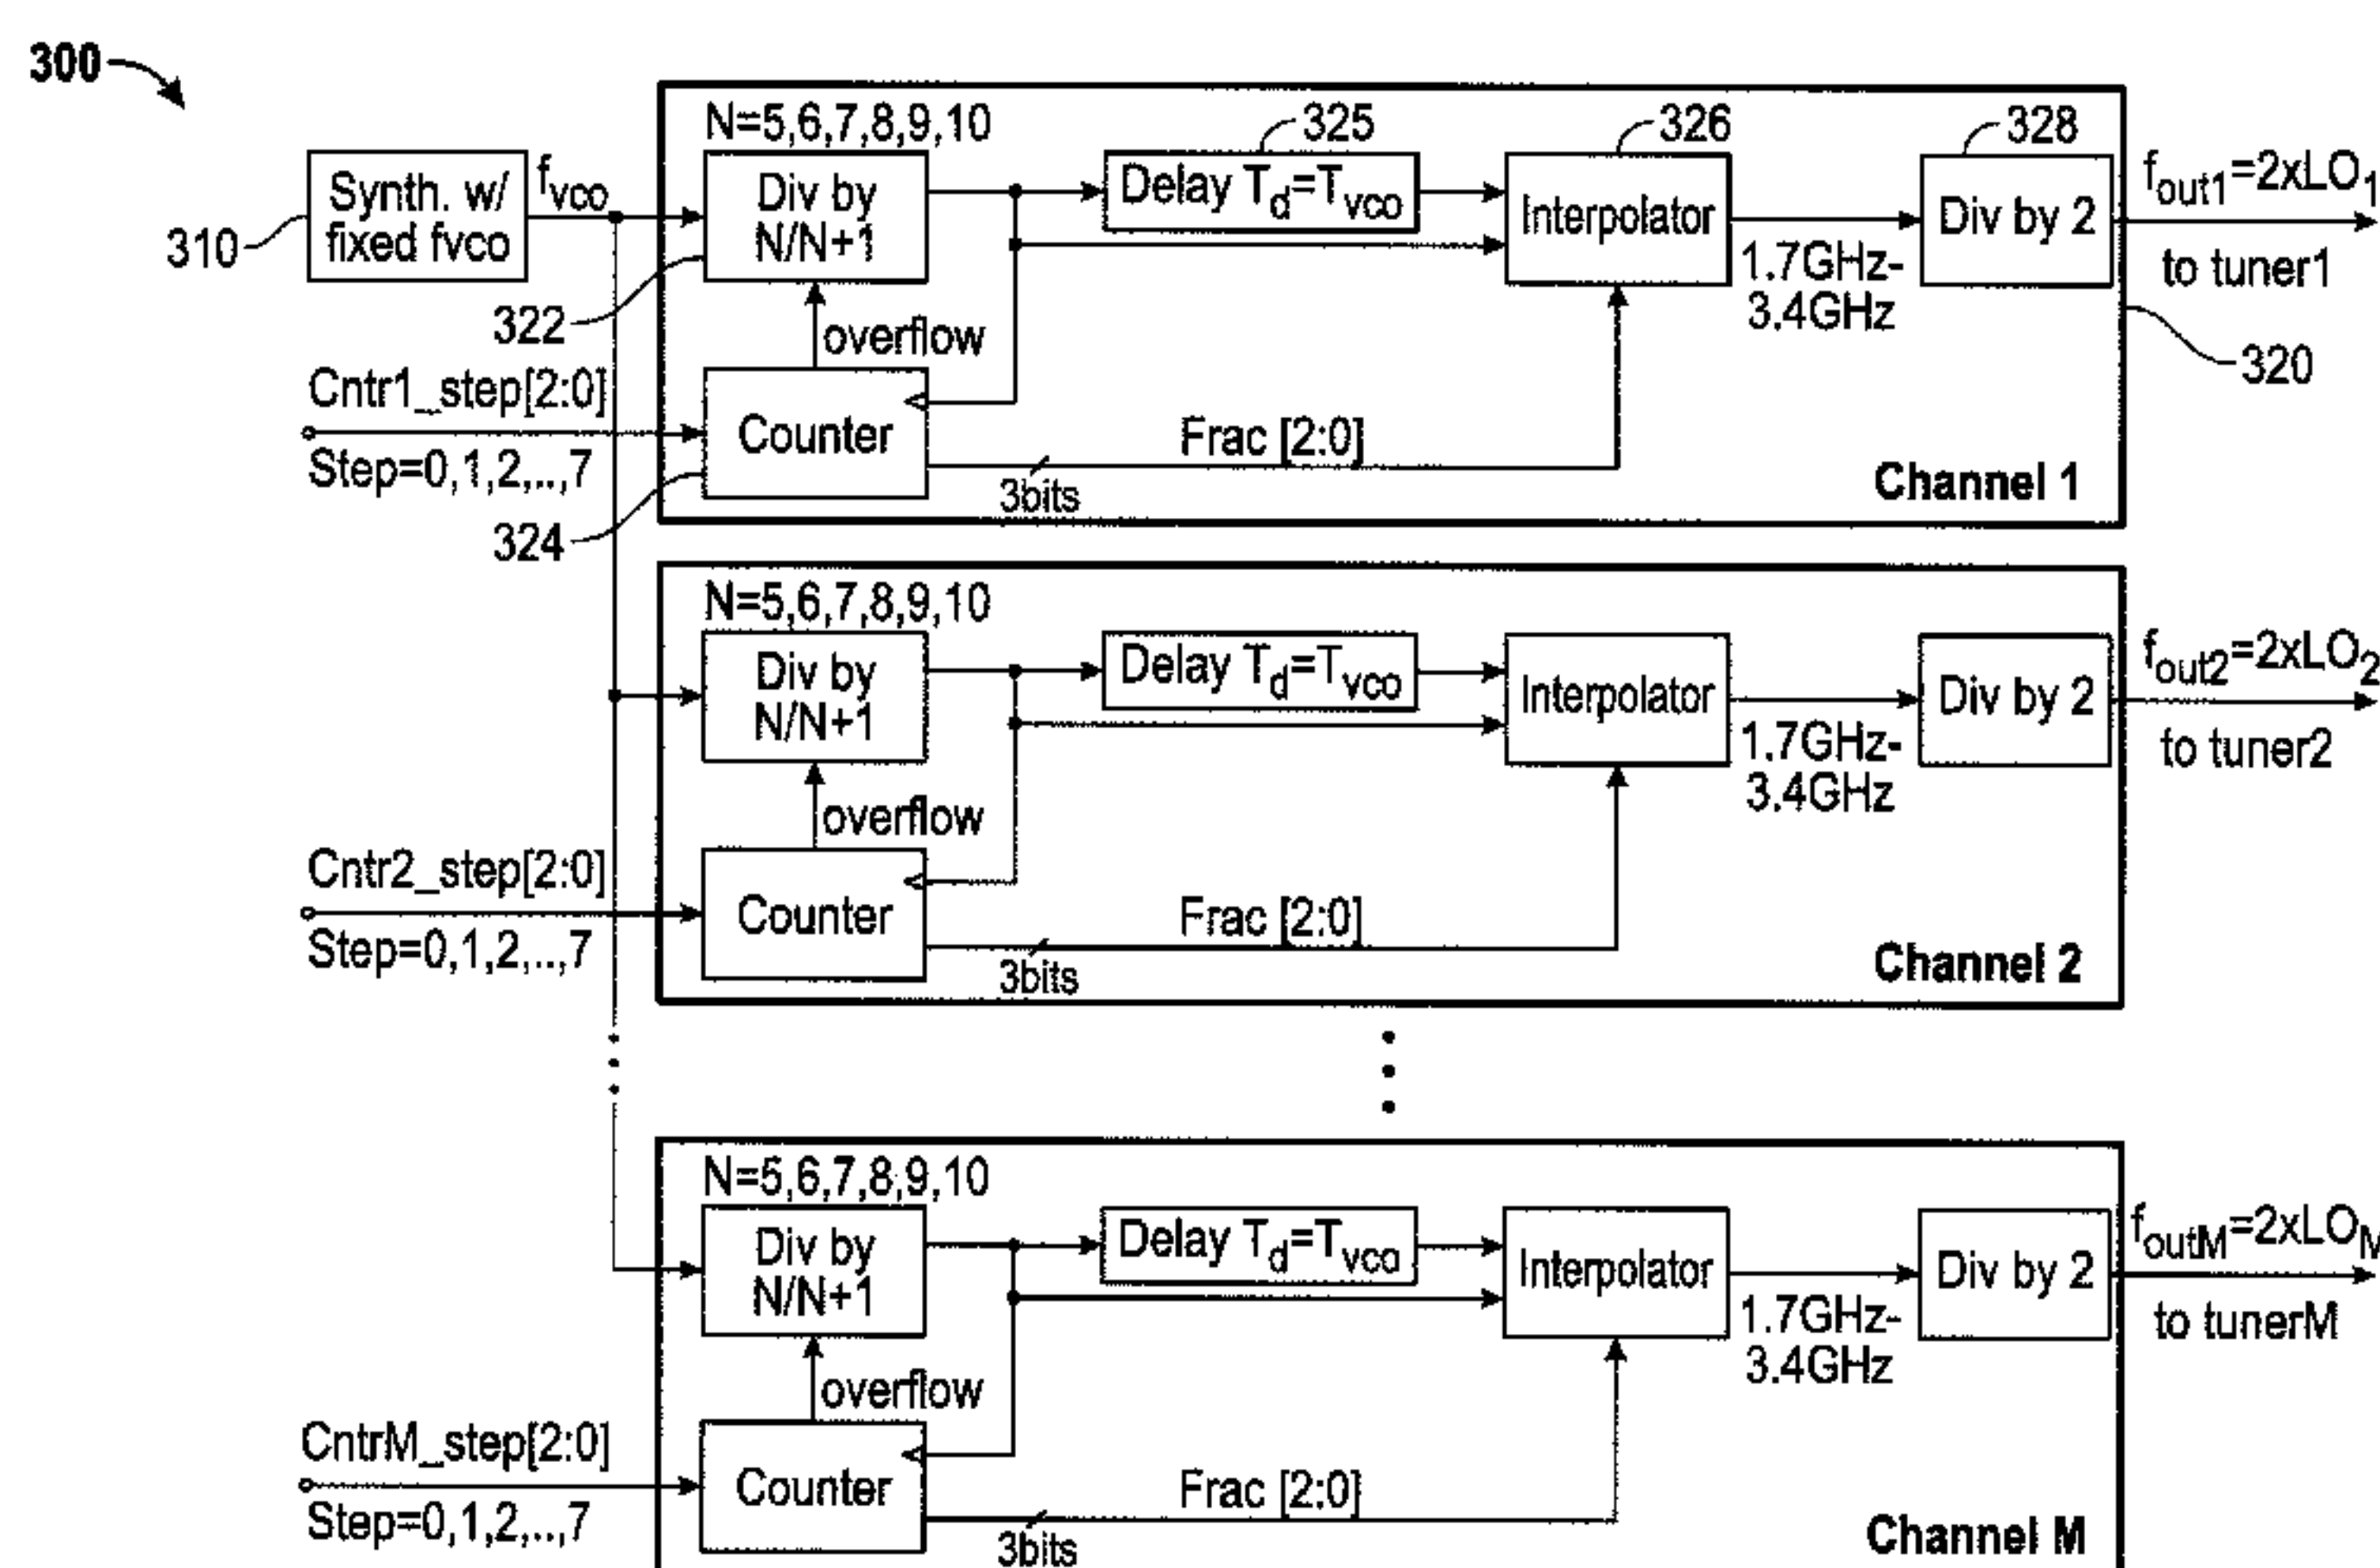 300
Synth. w/
fixed fvco
310
fvco
N=5,6,7,8,9,10
Div by
N/N+1
322
overflow
Cntr1_step[2:0]
Step=0,1,2,..,7
Counter
324
325
Delay Td=Tvco
326
Interpolator
1.7GHz-
3.4GHz
328
Div by 2
fout1=2xLO1
to tuner1
320
Frac [2:0]
3bits
Channel 1
N=5,6,7,8,9,10
Div by
N/N+1
overflow
Cntr2_step[2:0]
Step=0,1,2,..,7
Counter
Delay Td=Tvco
Interpolator
1.7GHz-
3.4GHz
Div by 2
fout2=2xLO2
to tuner2
Frac [2:0]
3bits
Channel 2
N=5,6,7,8,9,10
Div by
N/N+1
overflow
CntrM_step[2:0]
Step=0,1,2,..,7
Counter
Delay Td=Tvco
Interpolator
1.7GHz-
3.4GHz
Div by 2
foutM=2xLOM
to tunerM
Frac [2:0]
3bits
Channel M